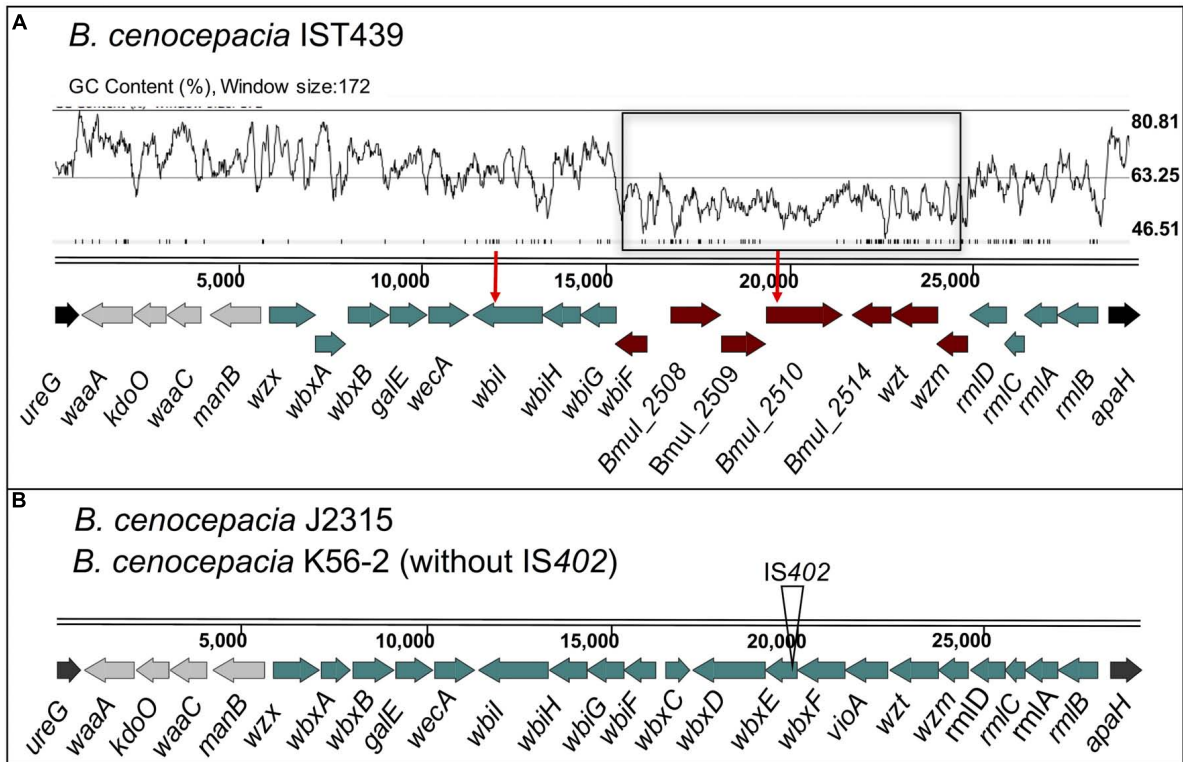 A
B. cenocepacia IST439
GC Content (%), Window size:172
80.81
63.25
46.51
5,000 10,000 15,000 20,000 25,000
ureG waaA kdoO waaC manB wzx wbxA wbxB galE wecA wbiI wbiH wbiG wbiF Bmul_2508 Bmul_2509 Bmul_2510 Bmul_2514 wzt wzm rmlD rmlC rmlA rmlB apaH
B
B. cenocepacia J2315
B. cenocepacia K56-2 (without IS402)
IS402
5,000 10,000 15,000 20,000 25,000
ureG waaA kdoO waaC manB wzx wbxA wbxB galE wecA wbiI wbiH wbiG wbiF wbxC wbxD wbxE wbxF vioA wzt wzm rmlD rmlC rmlA rmlB apaH